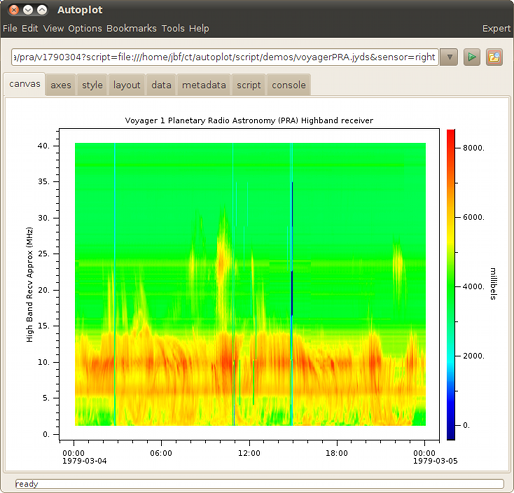 Autoplot
File Edit View Options Bookmarks Tools Help Expert
/pra/v1790304?script=file:///home/jbf/ct/autoplot/script/demos/voyagerPRA.jyds&sensor=right
canvas axes style layout data metadata script console
Voyager 1 Planetary Radio Astronomy (PRA) Highband receiver
High Band Recv Approx (MHz)
40.
35.
30.
25.
20.
15.
10.
5.
0.
00:00 06:00 12:00 18:00 00:00
1979-03-04 1979-03-05
8000.
6000.
4000.
2000.
0.
millibels
ready